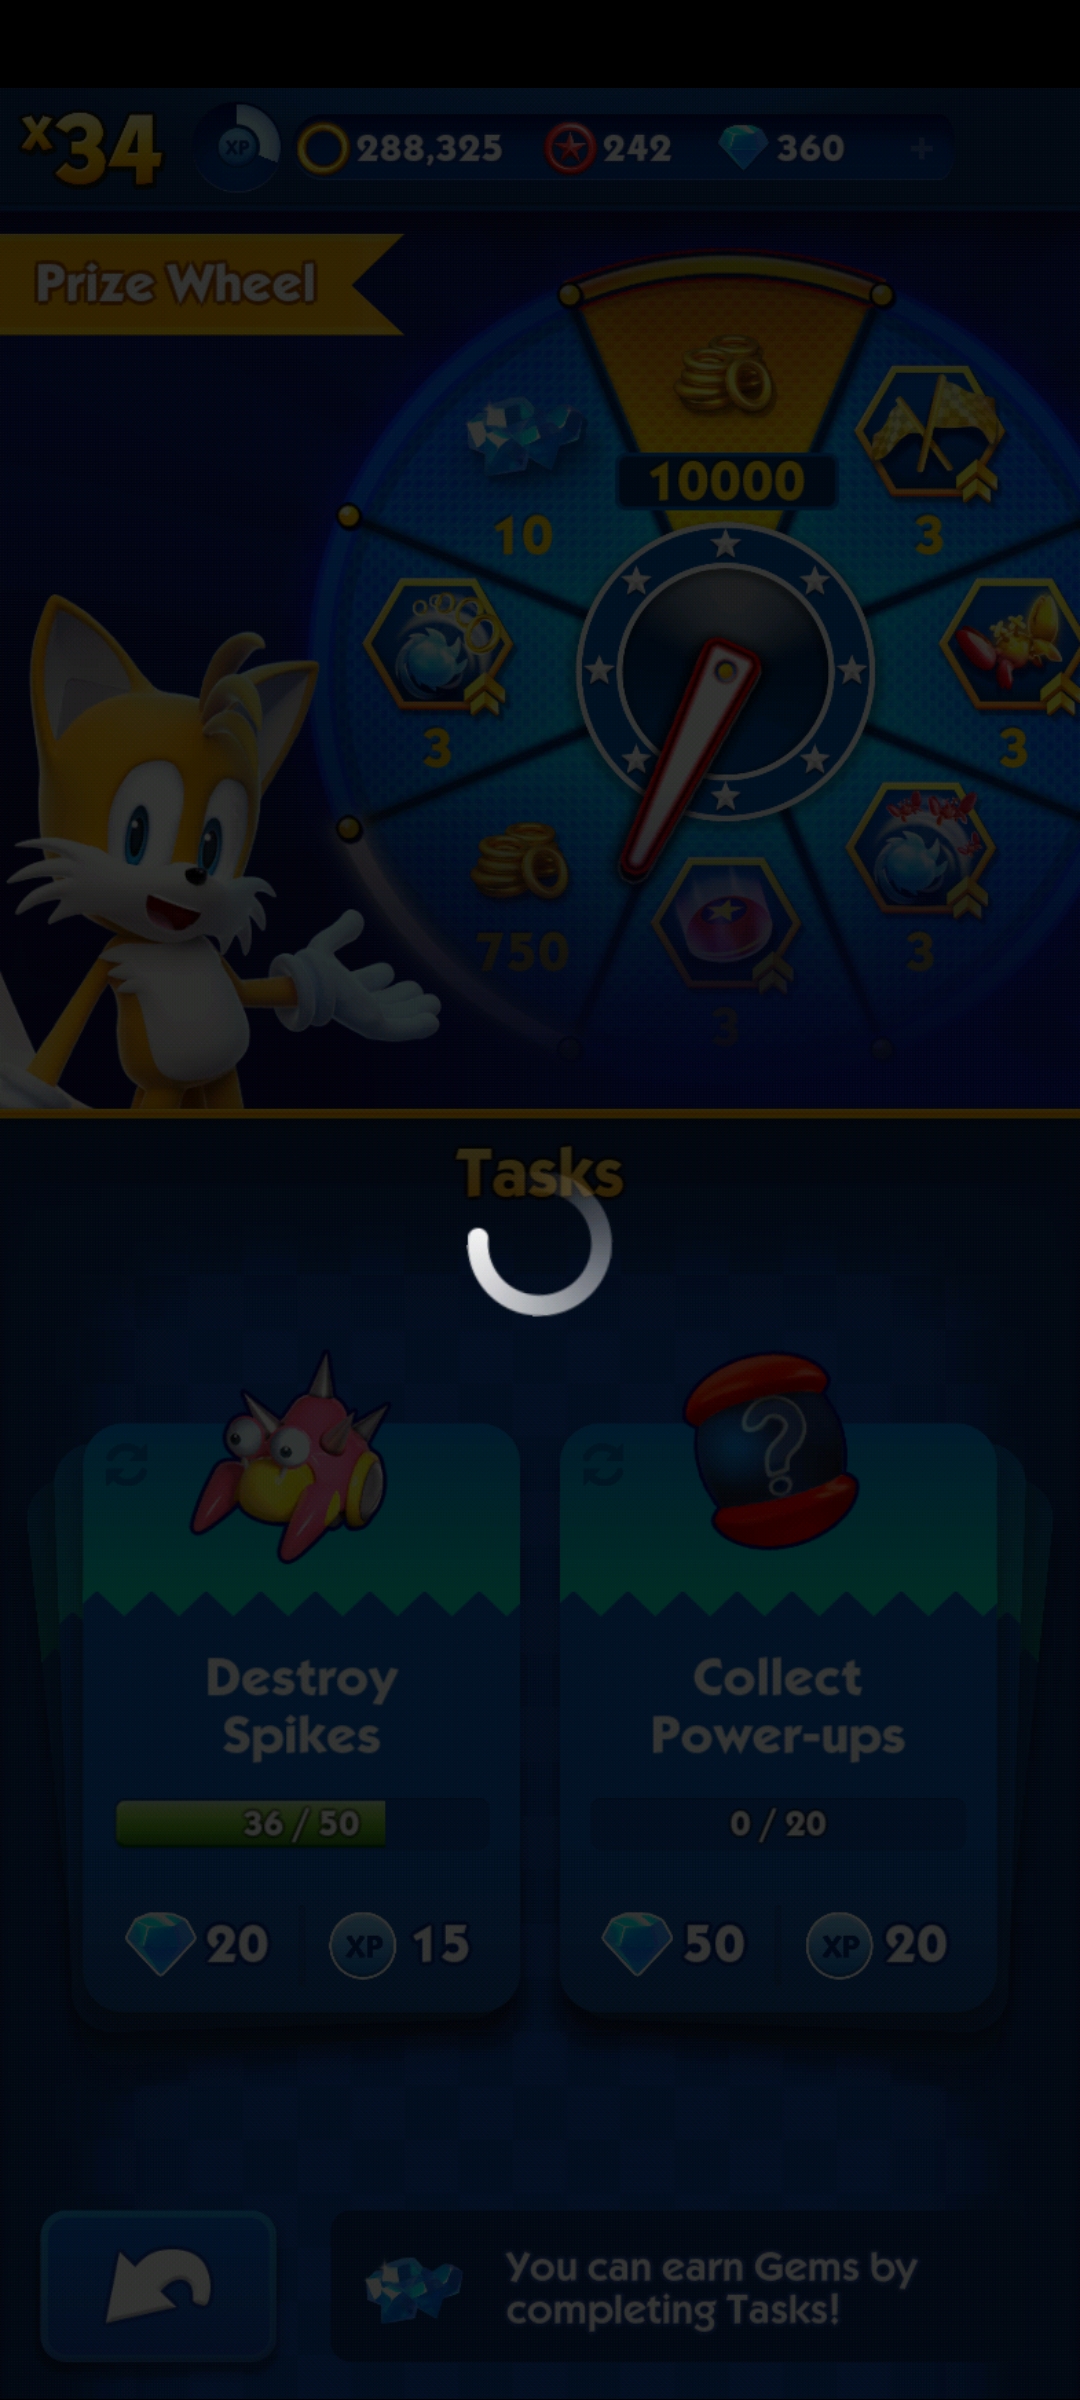 x34 XP 288,325 242 360 +
Prize Wheel
10000
10
3
3
3
750
3
3
Tasks
?
Destroy
Spikes
36 / 50
20 XP 15
Collect
Power-ups
0 / 20
50 XP 20
You can earn Gems by
completing Tasks!